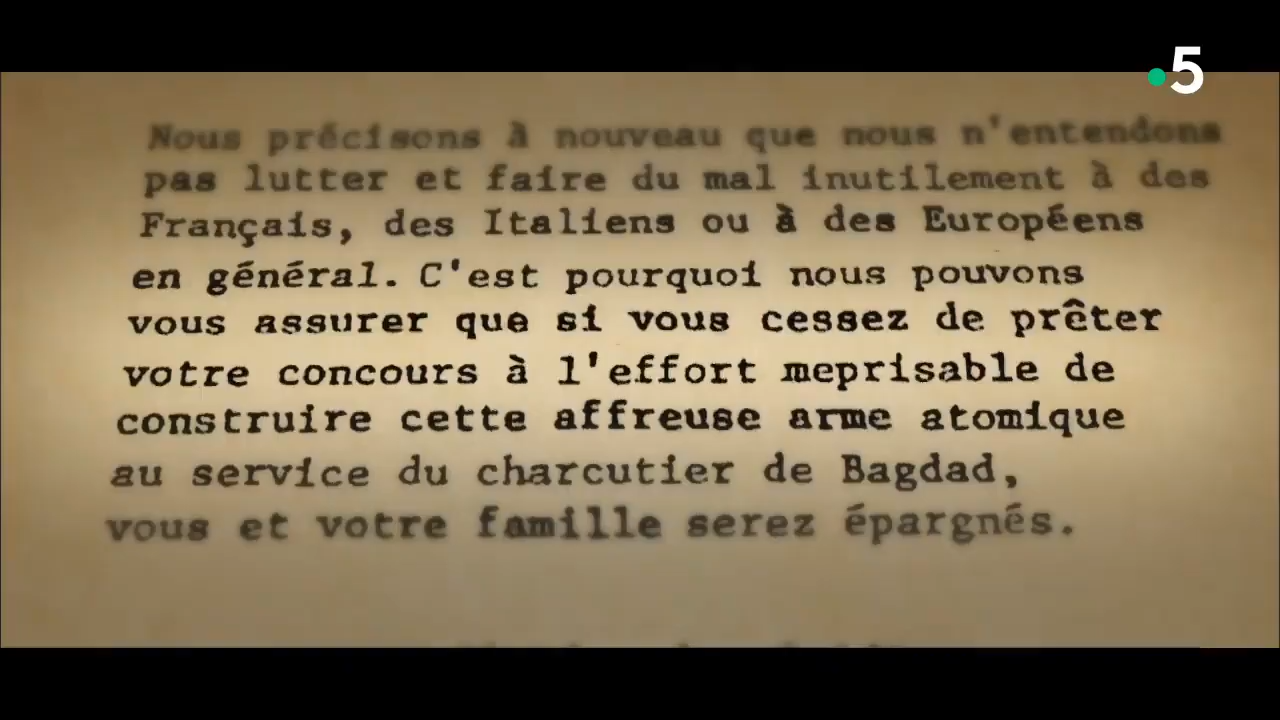 5
Nous précisons à nouveau que nous n'entendons
pas lutter et faire du mal inutilement à des
Français, des Italiens ou à des Européens
en général. C'est pourquoi nous pouvons
vous assurer que si vous cessez de prêter
votre concours à l'effort meprisable de
construire cette affreuse arme atomique
au service du charcutier de Bagdad,
vous et votre famille serez épargnés.